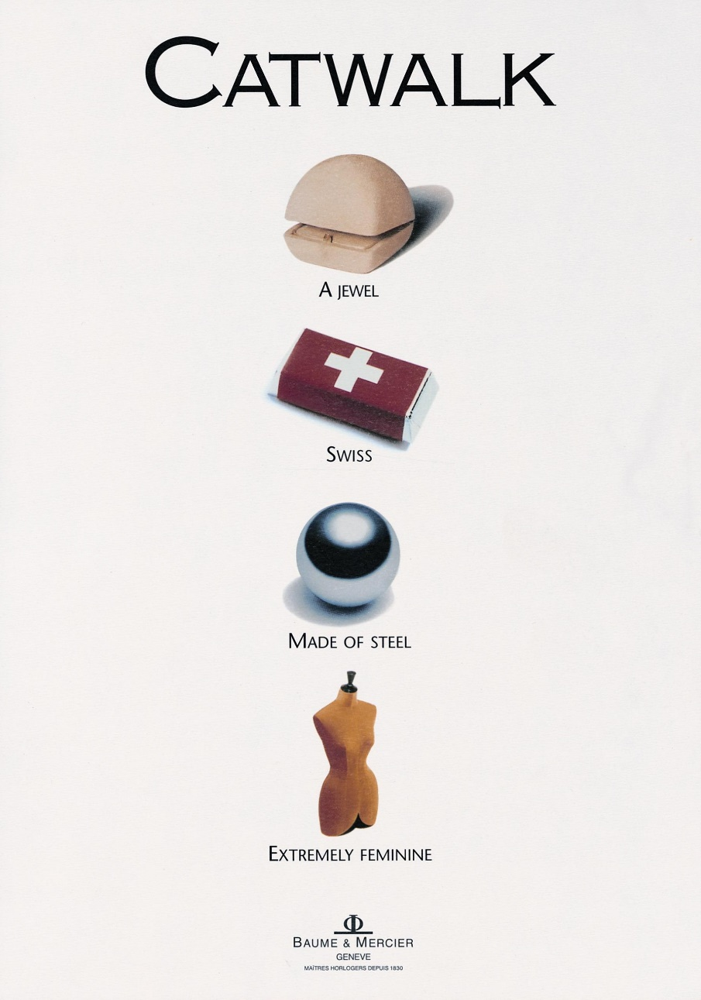 CATWALK
A JEWEL
SWISS
MADE OF STEEL
EXTREMELY FEMININE
BAUME & MERCIER
GENEVE
MAÎTRES HORLOGERS DEPUIS 1830